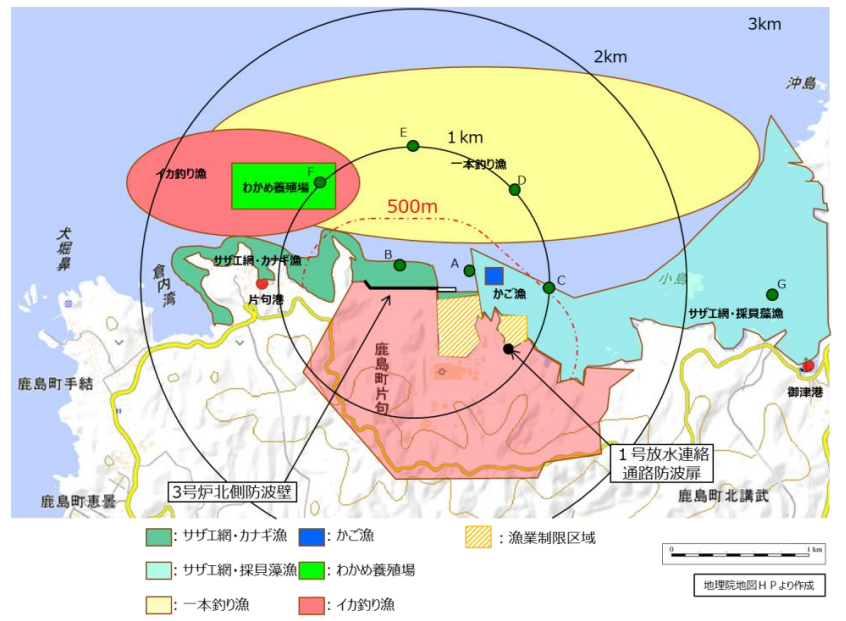 3km
2km
沖島
E
1km
一本釣り漁
イカ釣り漁
F
わかめ養殖場
D
500m
犬堀鼻
サザエ網・カナギ漁
B
A
倉内湾
かご漁
C
小島
G
片句港
サザエ網・採貝藻漁
鹿島町片句
鹿島町手結
御津港
1号放水連絡
通路防波扉
3号炉北側防波壁
鹿島町恵曇
鹿島町北講武
: サザエ網・カナギ漁
: かご漁
: 漁業制限区域
: サザエ網・採貝藻漁
: わかめ養殖場
: 一本釣り漁
: イカ釣り漁
0
1 km
地理院地図HPより作成